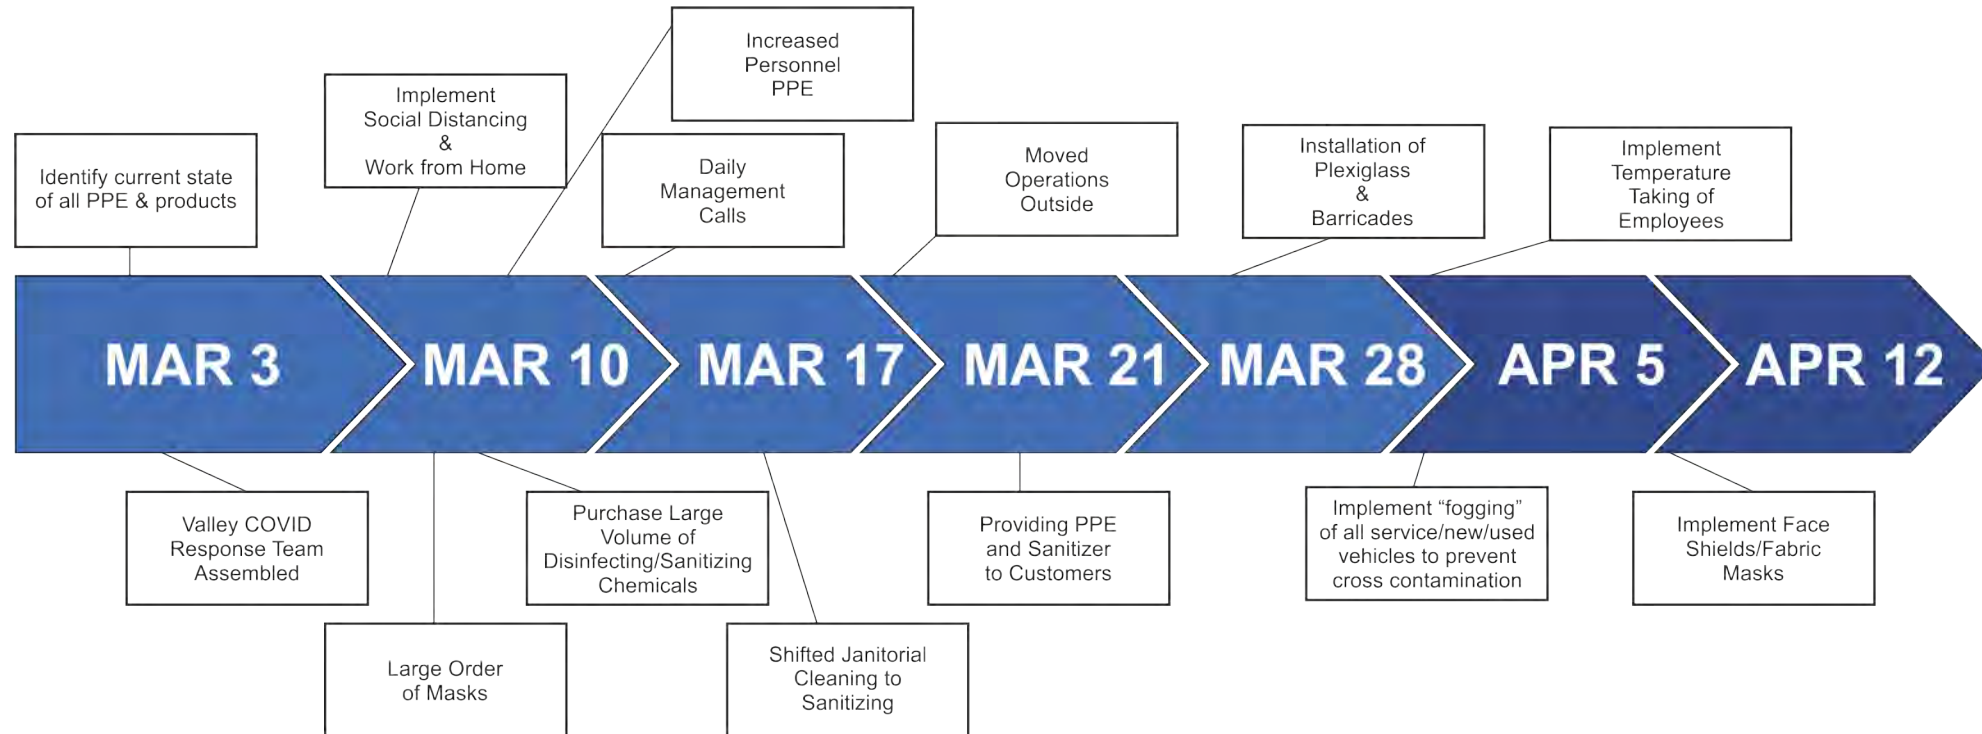 Increased
Personnel
PPE
Implement
Social Distancing
&
Work from Home
Identify current state
of all PPE & products
Daily
Management
Calls
Moved
Operations
Outside
Installation of
Plexiglass
&
Barricades
Implement
Temperature
Taking of
Employees
MAR 3
MAR 10
MAR 17
MAR 21
MAR 28
APR 5
APR 12
Valley COVID
Response Team
Assembled
Purchase Large
Volume of
Disinfecting/Sanitizing
Chemicals
Providing PPE
and Sanitizer
to Customers
Implement “fogging”
of all service/new/used
vehicles to prevent
cross contamination
Implement Face
Shields/Fabric
Masks
Large Order
of Masks
Shifted Janitorial
Cleaning to
Sanitizing